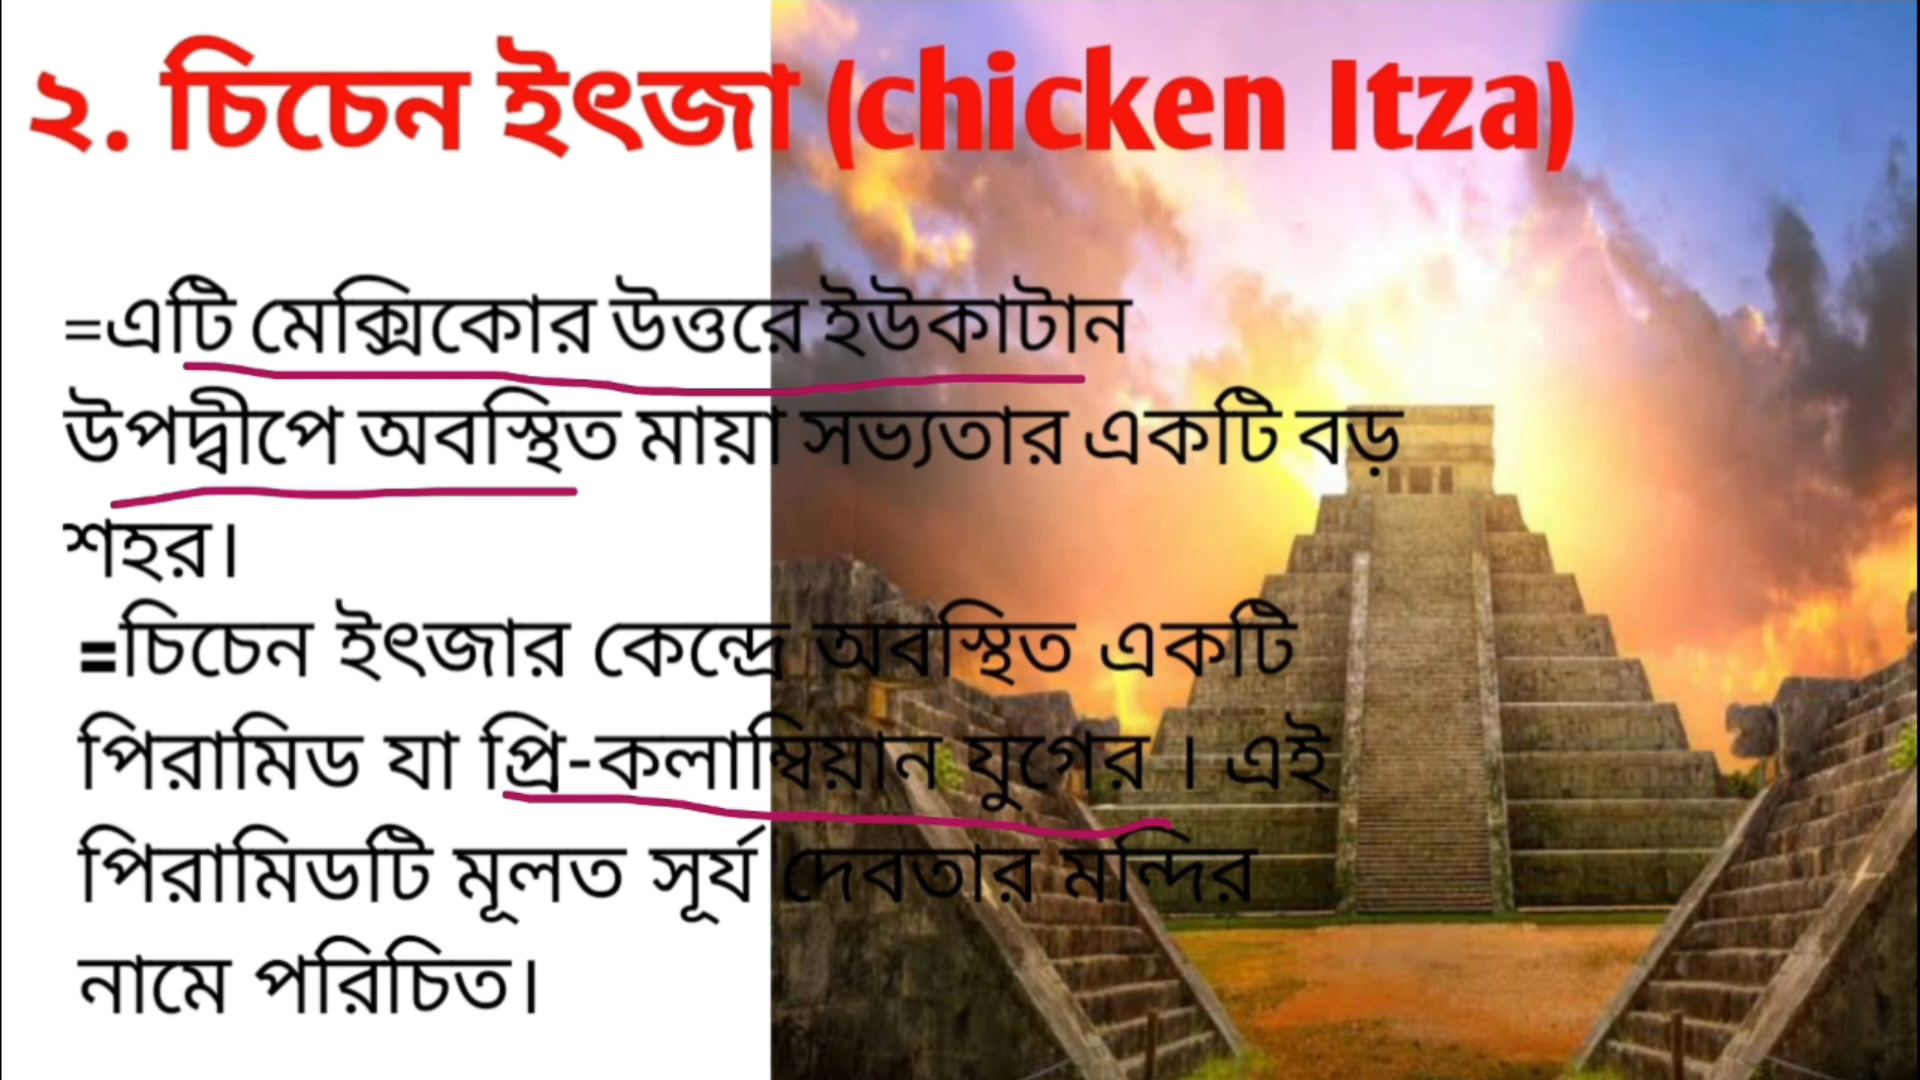 ২. চিচেন ইৎজা (chicken Itza)
=এটি মেক্সিকোর উত্তরে ইউকাটান
উপদ্বীপে অবস্থিত মায়া সভ্যতার একটি বড়
শহর।
=চিচেন ইৎজার কেন্দ্রে অবস্থিত একটি
পিরামিড যা প্রি-কলাম্বিয়ান যুগের । এই
পিরামিডটি মূলত সূর্য দেবতার মন্দির
নামে পরিচিত।